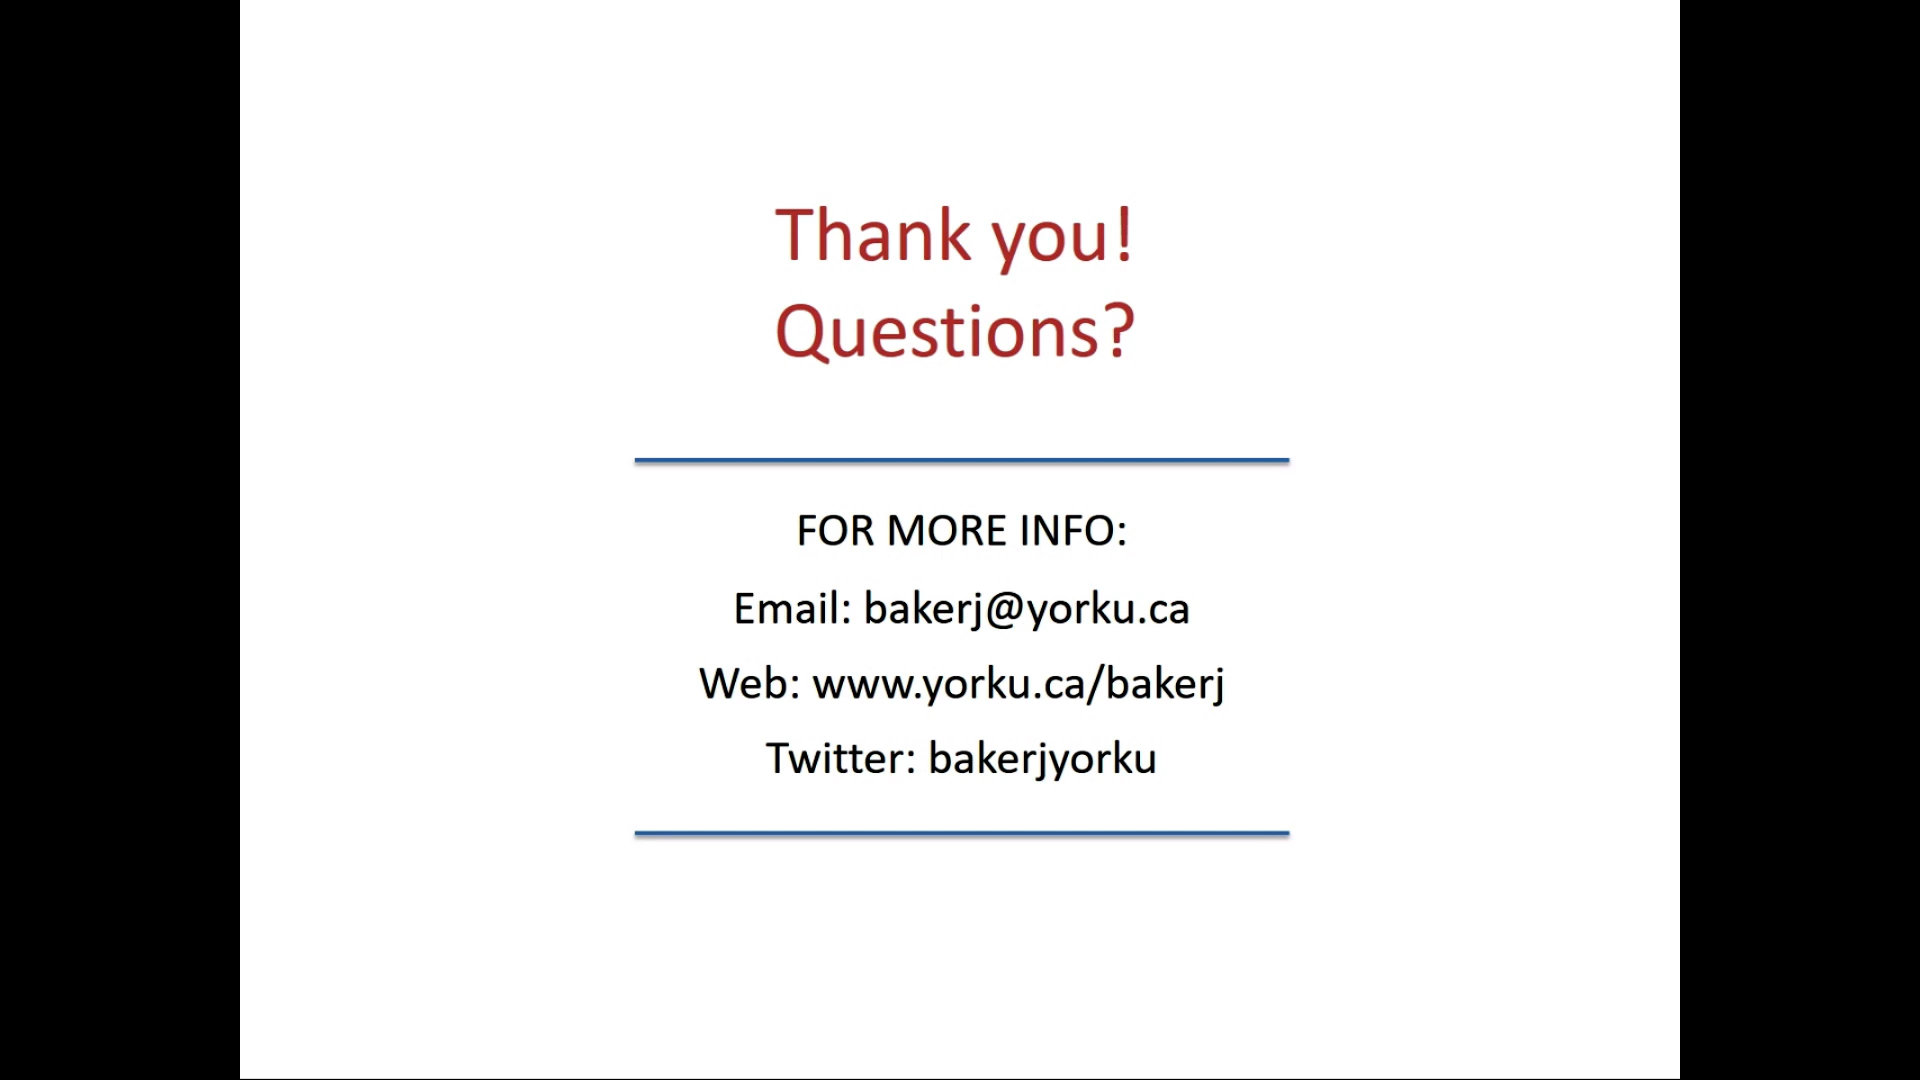 Thank you!
Questions?
FOR MORE INFO:
Email: bakerj@yorku.ca
Web: www.yorku.ca/bakerj
Twitter: bakerjyorku